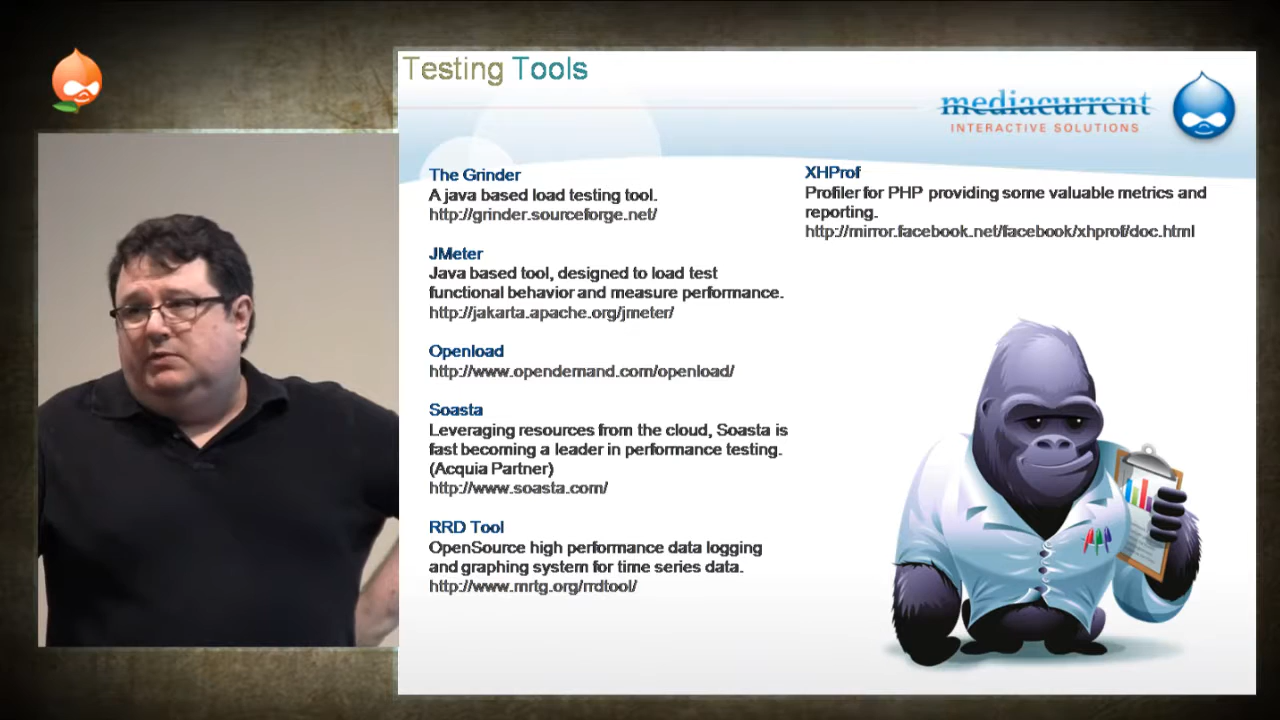 Testing Tools
mediacurrent
INTERACTIVE SOLUTIONS
The Grinder
A java based load testing tool.
http://grinder.sourceforge.net/
JMeter
Java based tool, designed to load test
functional behavior and measure performance.
http://jakarta.apache.org/jmeter/
Openload
http://www.opendemand.com/openload/
Soasta
Leveraging resources from the cloud, Soasta is
fast becoming a leader in performance testing.
(Acquia Partner)
http://www.soasta.com/
RRD Tool
OpenSource high performance data logging
and graphing system for time series data.
http://www.mrtg.org/rrdtool/
XHProf
Profiler for PHP providing some valuable metrics and
reporting.
http://mirror.facebook.net/facebook/xhprof/doc.html